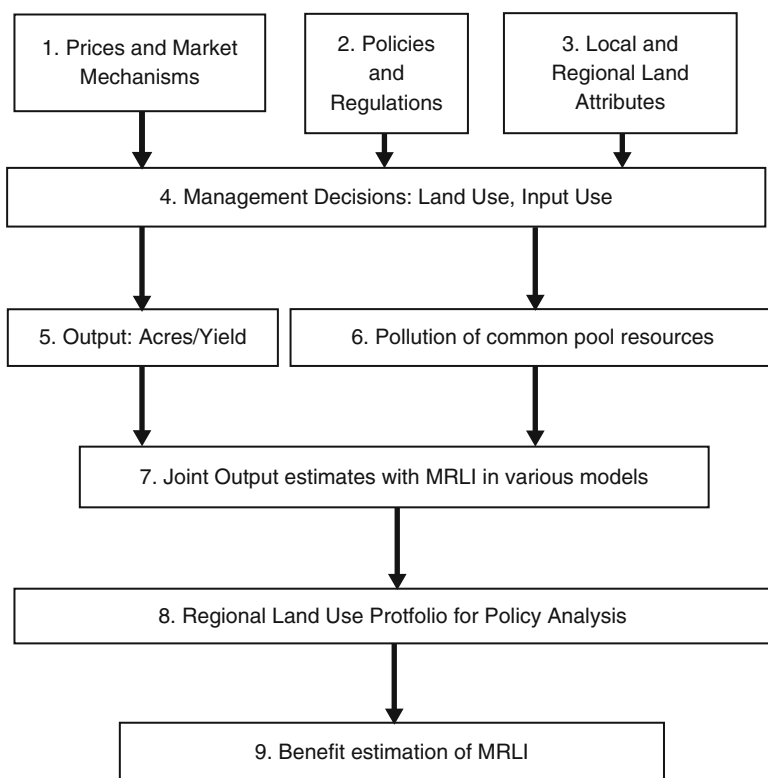 1. Prices and Market
Mechanisms
2. Policies
and
Regulations
3. Local and
Regional Land
Attributes
4. Management Decisions: Land Use, Input Use
5. Output: Acres/Yield
6. Pollution of common pool resources
7. Joint Output estimates with MRLI in various models
8. Regional Land Use Protfolio for Policy Analysis
9. Benefit estimation of MRLI